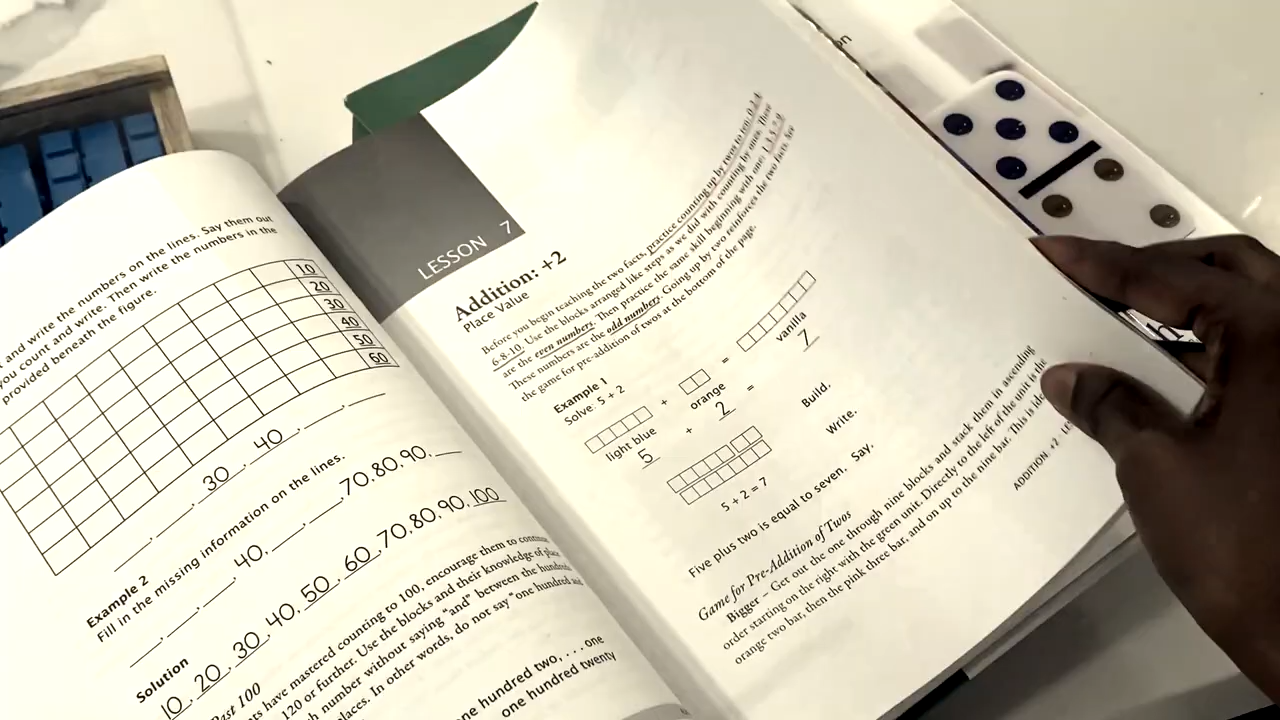 and write the numbers on the lines. Say them out
you count and write. Then write the numbers in the
provided beneath the figure.
10
20
30
40
50
60
30 , 40 ,
Example 2
Fill in the missing information on the lines.
40, 70, 80, 90,
Solution
10, 20, 30, 40, 50, 60, 70, 80, 90, 100
100
have mastered counting to 100, encourage them to continue
120 or further. Use the blocks and their knowledge of place
number without saying "and" between the hundreds
places. In other words, do not say "one hundred and
one hundred two, . . . . one
one hundred twenty
LESSON 7
Addition: +2
Place Value
Before you begin teaching the two facts, practice counting up by twos to ten: 0-2-4-
6-8-10. Use the blocks arranged like steps as we did with counting by ones. These
are the even numbers. Then practice the same skill beginning with one: 1-3-5-7-9
These numbers are the odd numbers. Going up by two reinforces the two facts. See
the game for pre-addition of twos at the bottom of the page.
Example 1
Solve: 5 + 2
+ =
light blue orange vanilla
5 + 2 = 7
Build.
5 + 2 = 7 Write.
Five plus two is equal to seven. Say.
Game for Pre-Addition of Twos
Bigger – Get out the one through nine blocks and stack them in ascending
order starting on the right with the green unit. Directly to the left of the unit is the
orange two bar, then the pink three bar, and on up to the nine bar. This is
ADDITION: +2
on